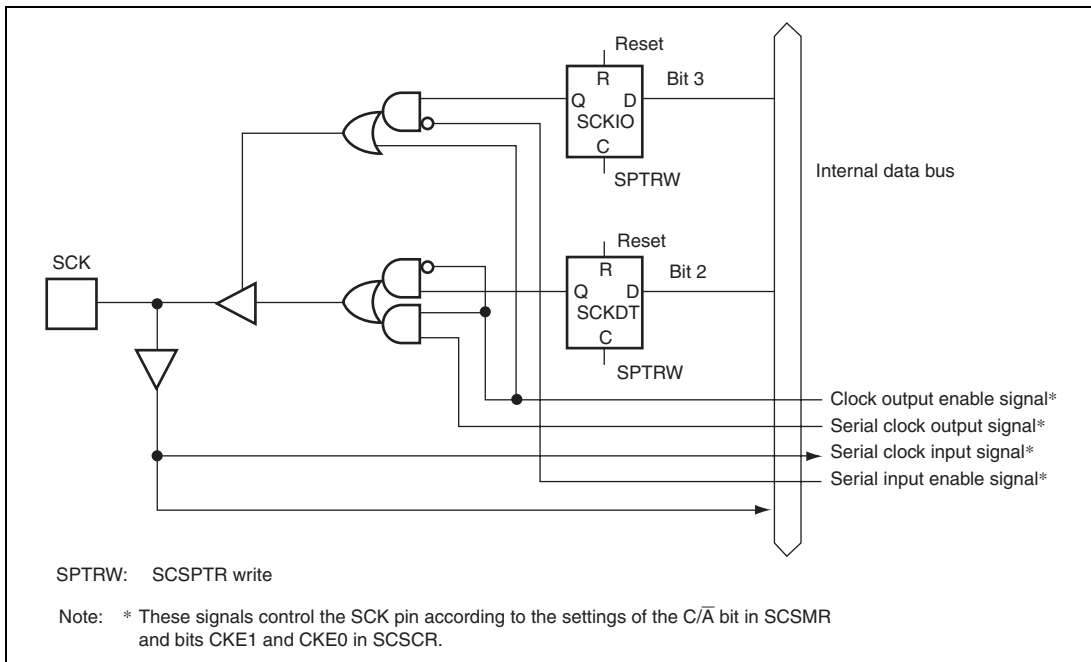 Reset
R
Bit 3
Q D
SCKIO
C
SPTRW
Internal data bus
Reset
SCK
R
Bit 2
Q D
SCKDT
C
SPTRW
Clock output enable signal*
Serial clock output signal*
Serial clock input signal*
Serial input enable signal*
SPTRW: SCSPTR write
Note: * These signals control the SCK pin according to the settings of the C/A̅ bit in SCSMR
and bits CKE1 and CKE0 in SCSCR.